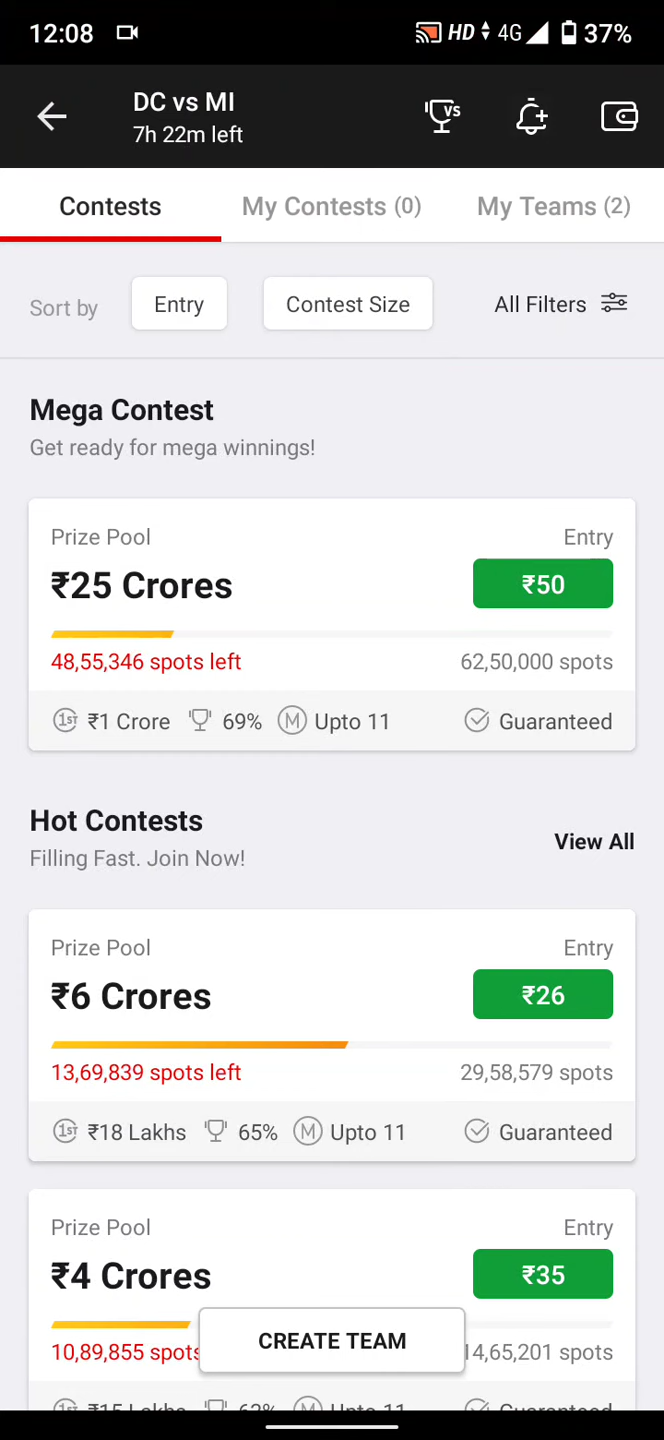 12:08 HD 4G 37%
DC vs MI
7h 22m left
VS
Contests My Contests (0) My Teams (2)
Sort by Entry Contest Size All Filters
Mega Contest
Get ready for mega winnings!
Prize Pool Entry
₹25 Crores ₹50
48,55,346 spots left 62,50,000 spots
1ST ₹1 Crore 69% M Upto 11 Guaranteed
Hot Contests
View All
Filling Fast. Join Now!
Prize Pool Entry
₹6 Crores ₹26
13,69,839 spots left 29,58,579 spots
1ST ₹18 Lakhs 65% M Upto 11 Guaranteed
Prize Pool Entry
₹4 Crores ₹35
CREATE TEAM
10,89,855 spots 14,65,201 spots